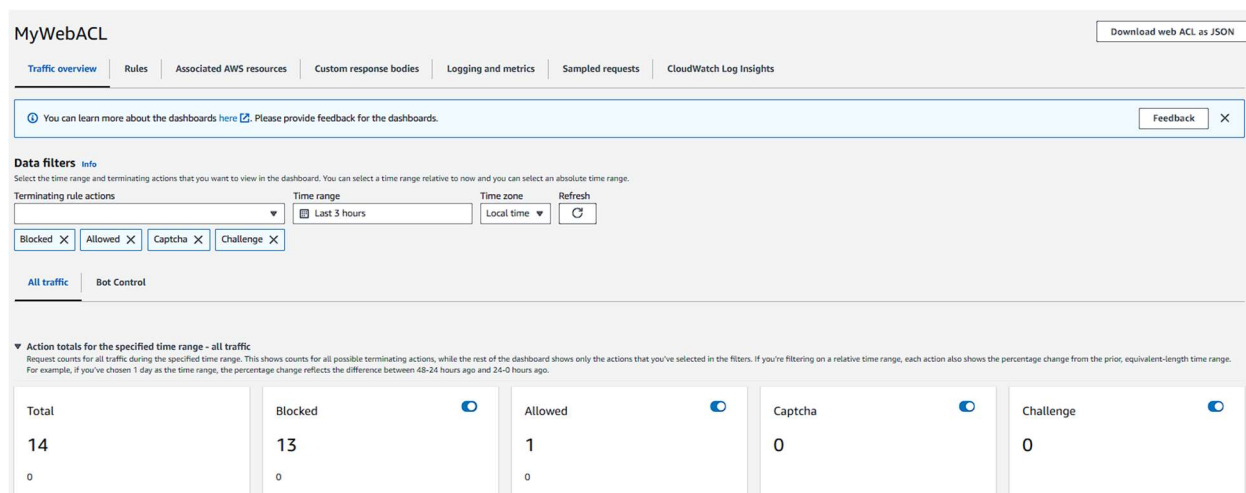 MyWebACL
Download web ACL as JSON
Traffic overview
Rules
Associated AWS resources
Custom response bodies
Logging and metrics
Sampled requests
CloudWatch Log Insights
You can learn more about the dashboards here. Please provide feedback for the dashboards.
Feedback
Data filters Info
Select the time range and terminating actions that you want to view in the dashboard. You can select a time range relative to now and you can select an absolute time range.
Terminating rule actions
Time range
Time zone
Refresh
Last 3 hours
Local time
Blocked
Allowed
Captcha
Challenge
All traffic
Bot Control
Action totals for the specified time range - all traffic
Request counts for all traffic during the specified time range. This shows counts for all possible terminating actions, while the rest of the dashboard shows only the actions that you've selected in the filters. If you're filtering on a relative time range, each action also shows the percentage change from the prior, equivalent-length time range.
For example, if you've chosen 1 day as the time range, the percentage change reflects the difference between 48-24 hours ago and 24-0 hours ago.
Total
Blocked
Allowed
Captcha
Challenge
14
13
1
0
0
0
0
0